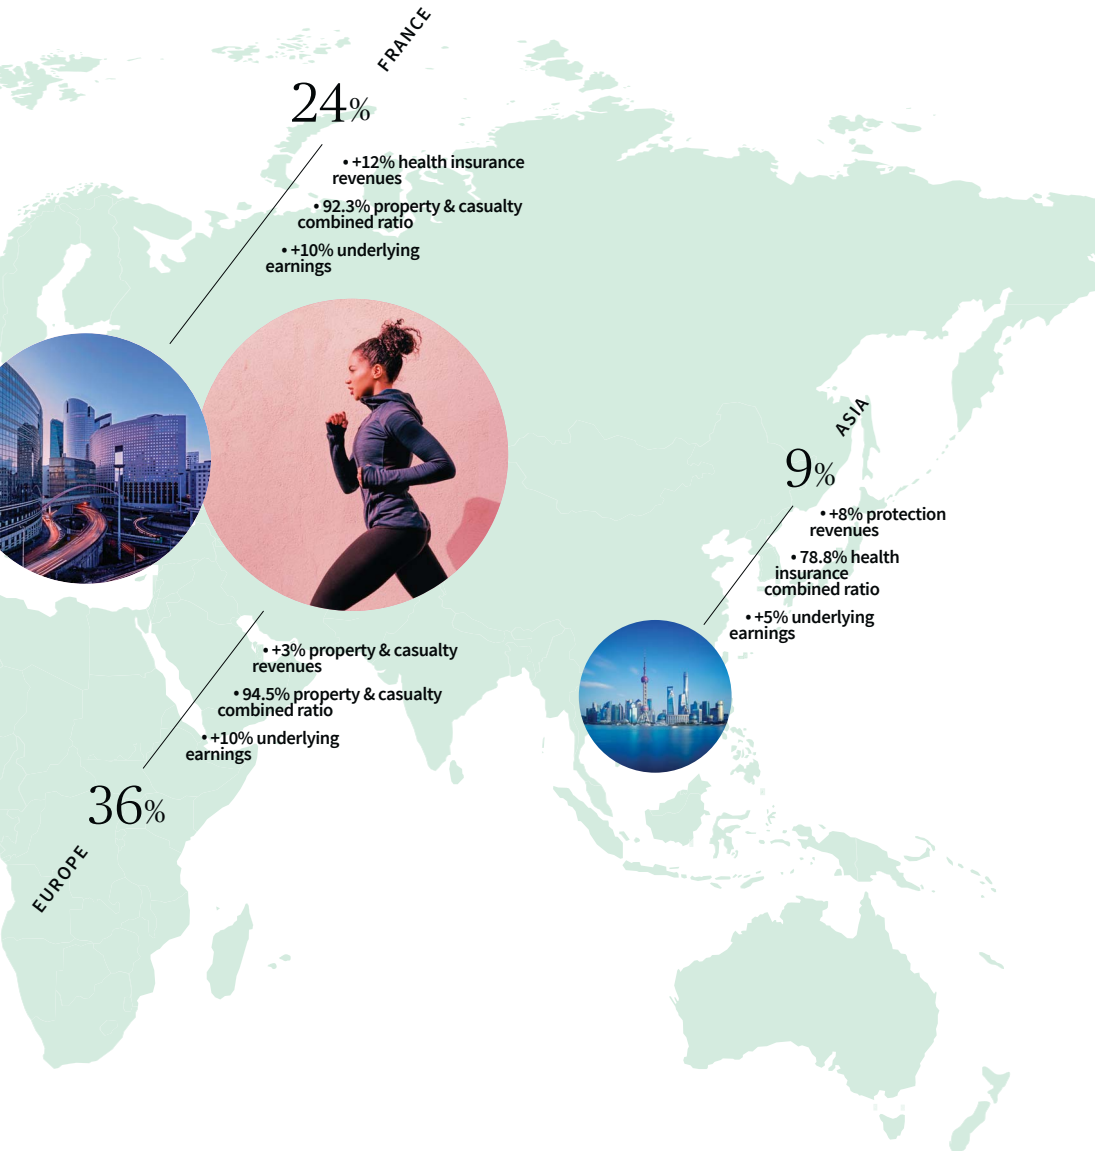 FRANCE
24%
• +12% health insurance
revenues
• 92.3% property & casualty
combined ratio
• +10% underlying
earnings
ASIA
9%
• +8% protection
revenues
• 78.8% health
insurance
combined ratio
• +5% underlying
earnings
• +3% property & casualty
revenues
• 94.5% property & casualty
combined ratio
• +10% underlying
earnings
36%
EUROPE